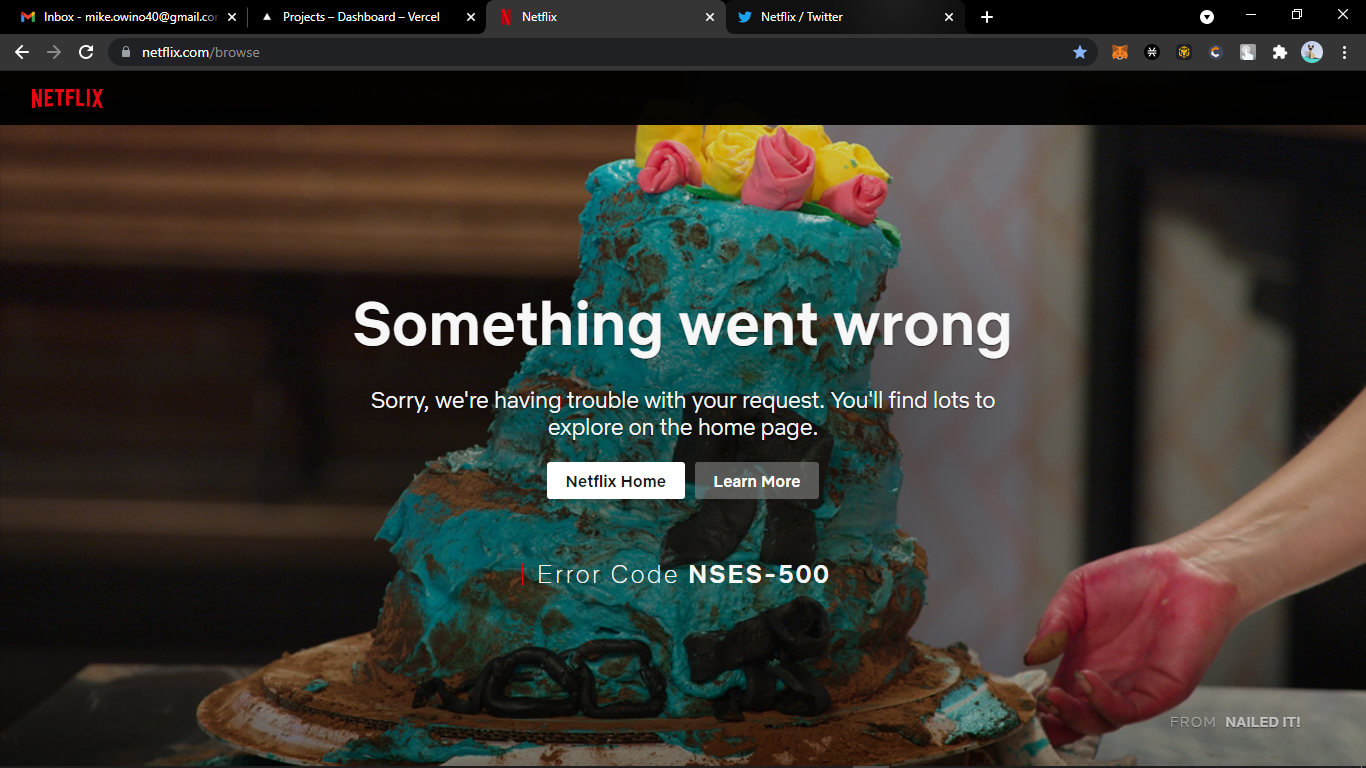 Inbox - mike.owino40@gmail.co
Projects – Dashboard – Vercel
Netflix
Netflix / Twitter
netflix.com/browse
NETFLIX
Something went wrong
Sorry, we're having trouble with your request. You'll find lots to
explore on the home page.
Netflix Home
Learn More
Error Code NSES-500
FROM NAILED IT!